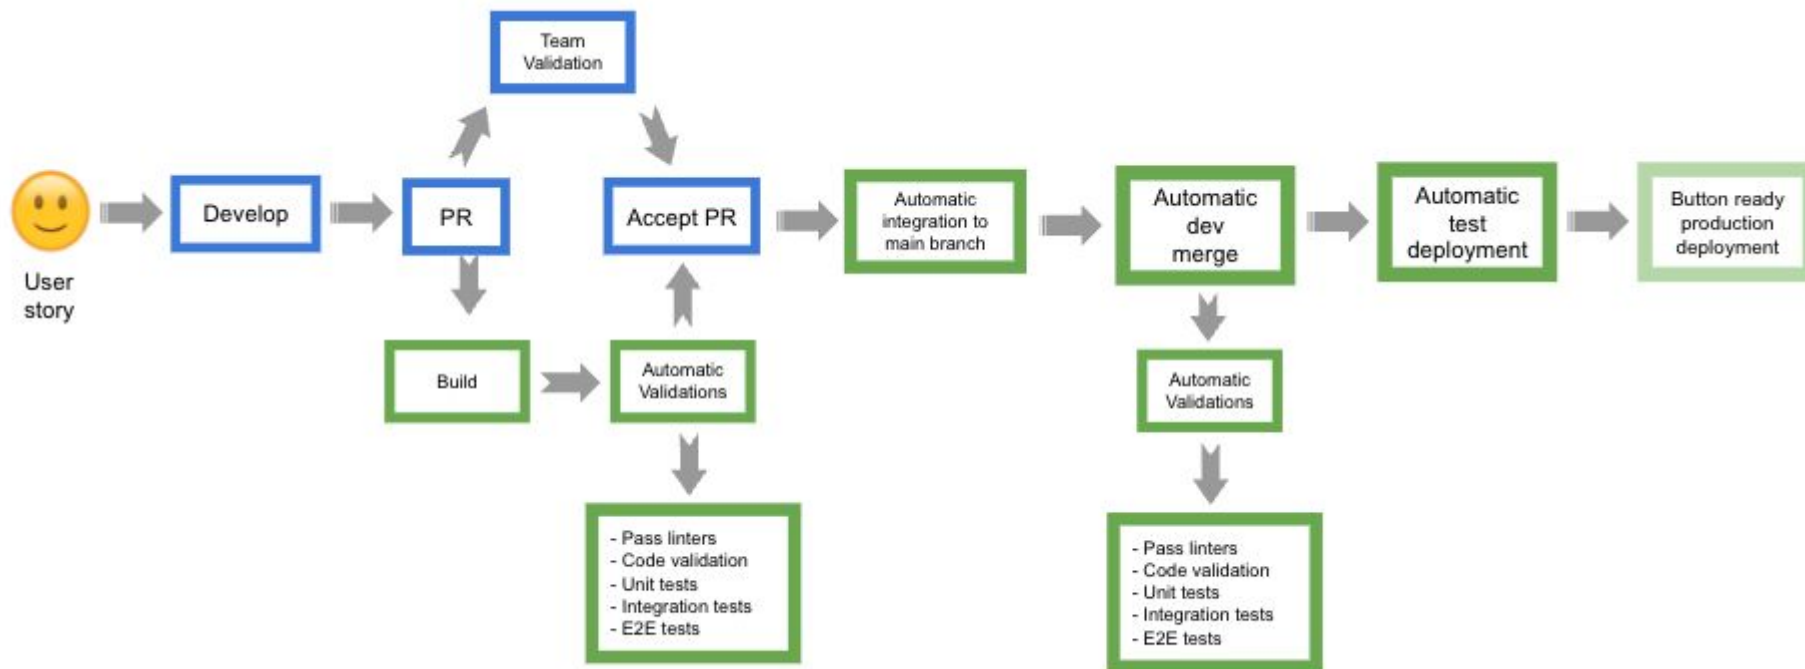 Team
Validation
User
story
Develop
PR
Accept PR
Automatic
integration to
main branch
Automatic
dev
merge
Automatic
test
deployment
Button ready
production
deployment
Build
Automatic
Validations
Automatic
Validations
- Pass linters
- Code validation
- Unit tests
- Integration tests
- E2E tests
- Pass linters
- Code validation
- Unit tests
- Integration tests
- E2E tests